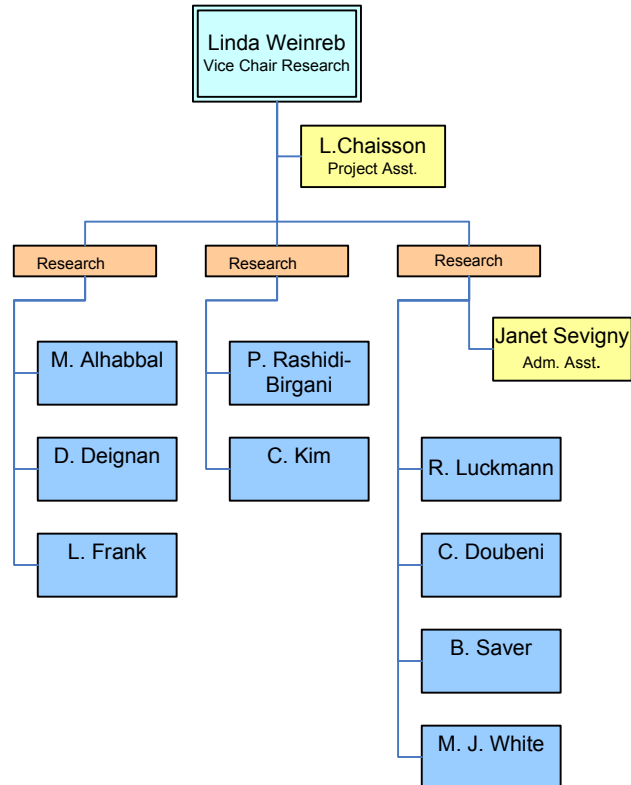 Linda Weinreb
Vice Chair Research
L.Chaisson
Project Asst.
Research
Research
Research
Janet Sevigny
Adm. Asst.
M. Alhabbal
D. Deignan
L. Frank
P. Rashidi-
Birgani
C. Kim
R. Luckmann
C. Doubeni
B. Saver
M. J. White